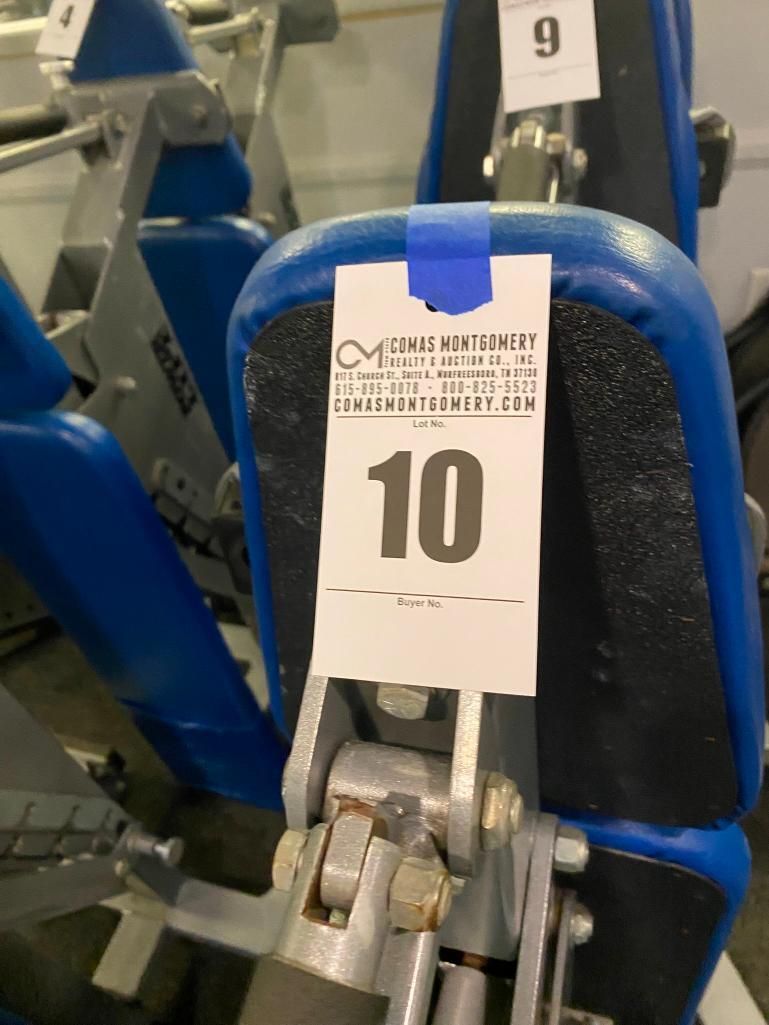 4
9
CM COMAS MONTGOMERY
REALTY & AUCTION CO., INC.
817 S. CHURCH ST., SUITE A., MURFREESBORO, TN 37130
615-895-0078 · 800-825-5523
COMASMONTGOMERY.COM
Lot No.
10
Buyer No.